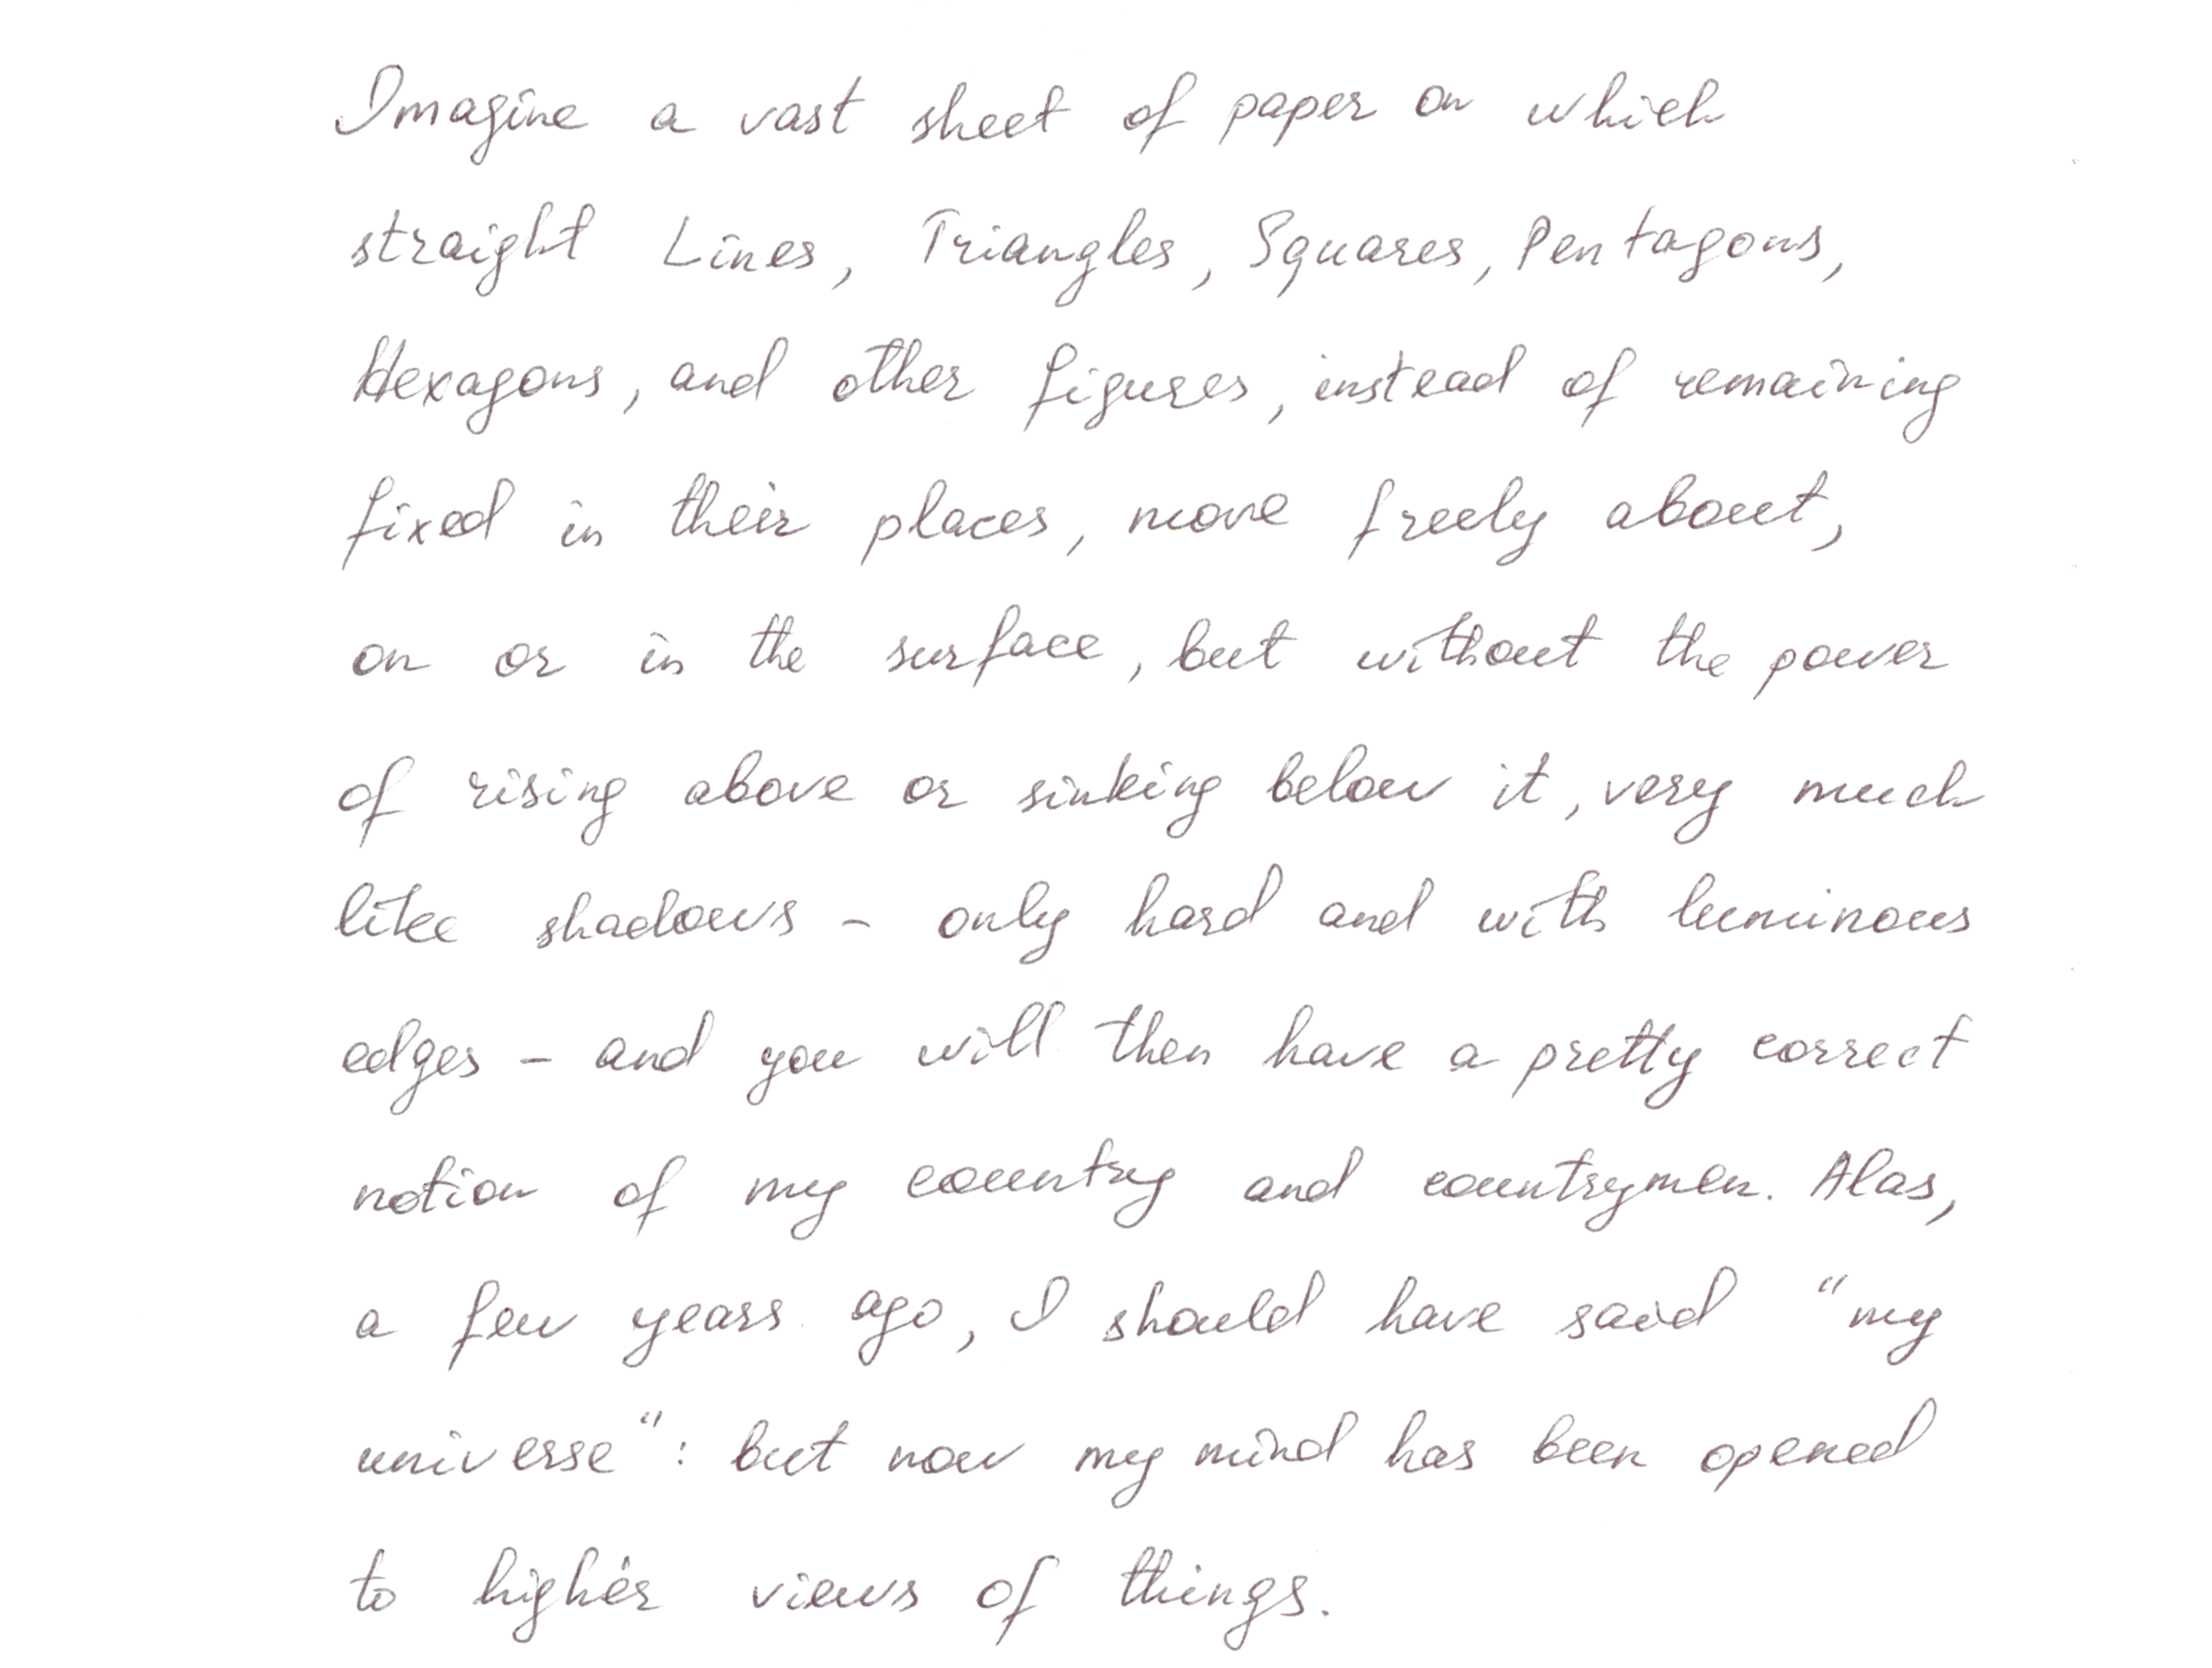 Imagine a vast sheet of paper on which
straight Lines, Triangles, Squares, Pentagons,
Hexagons, and other figures, instead of remaining
fixed in their places, move freely about,
on or in the surface, but without the power
of rising above or sinking below it, very much
like shadows - only hard and with luminous
edges - and you will then have a pretty correct
notion of my country and countrymen. Alas,
a few years ago, I should have said "my
universe": but now my mind has been opened
to higher views of things.